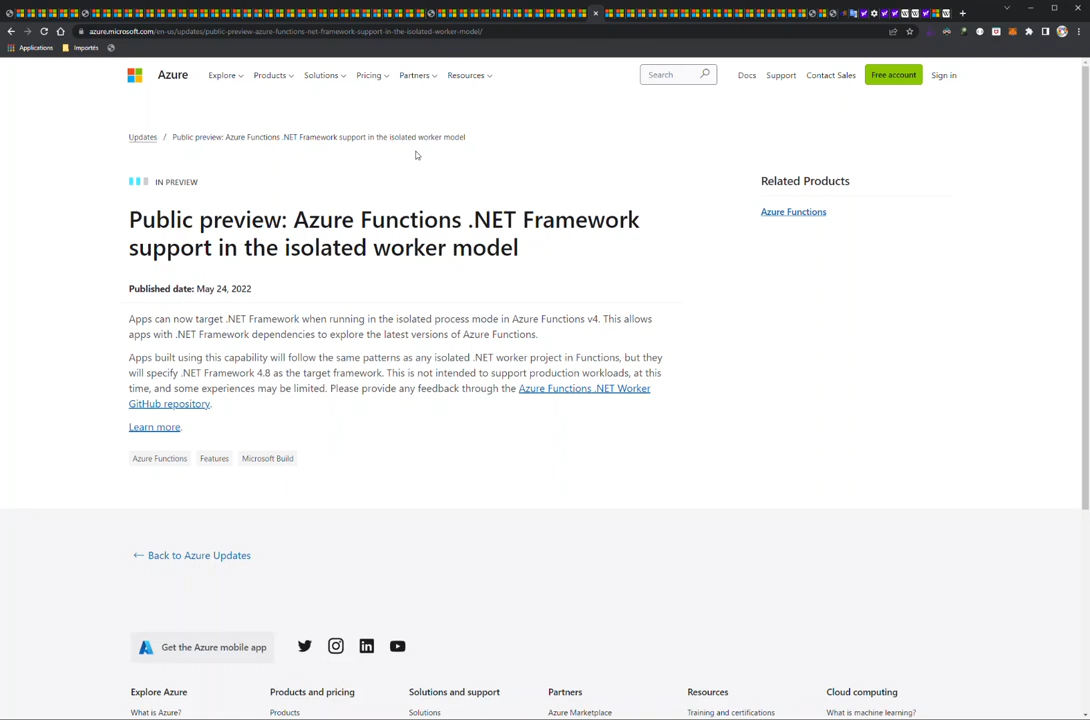 azure.microsoft.com/en-us/updates/public-preview-azure-functions-net-framework-support-in-the-isolated-worker-model/
Applications
Importés
Azure
Explore
Products
Solutions
Pricing
Partners
Resources
Search
Docs
Support
Contact Sales
Free account
Sign in
Updates / Public preview: Azure Functions .NET Framework support in the isolated worker model
IN PREVIEW
Public preview: Azure Functions .NET Framework
support in the isolated worker model
Published date: May 24, 2022
Apps can now target .NET Framework when running in the isolated process mode in Azure Functions v4. This allows
apps with .NET Framework dependencies to explore the latest versions of Azure Functions.
Apps built using this capability will follow the same patterns as any isolated .NET worker project in Functions, but they
will specify .NET Framework 4.8 as the target framework. This is not intended to support production workloads, at this
time, and some experiences may be limited. Please provide any feedback through the Azure Functions .NET Worker
GitHub repository.
Learn more.
Azure Functions
Features
Microsoft Build
Related Products
Azure Functions
← Back to Azure Updates
Get the Azure mobile app
Explore Azure
Products and pricing
Solutions and support
Partners
Resources
Cloud computing
What is Azure?
Products
Solutions
Azure Marketplace
Training and certifications
What is machine learning?